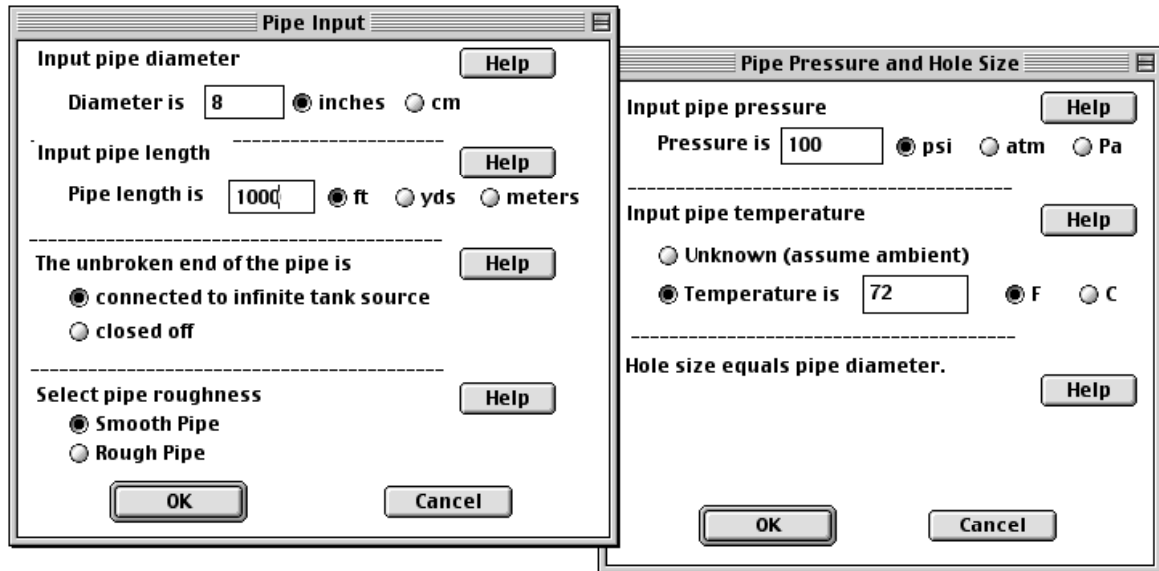 Pipe Input
Input pipe diameter Help
Diameter is 8 inches cm
Input pipe length Help
Pipe length is 1000 ft yds meters
The unbroken end of the pipe is Help
connected to infinite tank source
closed off
Select pipe roughness Help
Smooth Pipe
Rough Pipe
OK Cancel
Pipe Pressure and Hole Size
Input pipe pressure Help
Pressure is 100 psi atm Pa
Input pipe temperature Help
Unknown (assume ambient)
Temperature is 72 F C
Hole size equals pipe diameter.
Help
OK Cancel